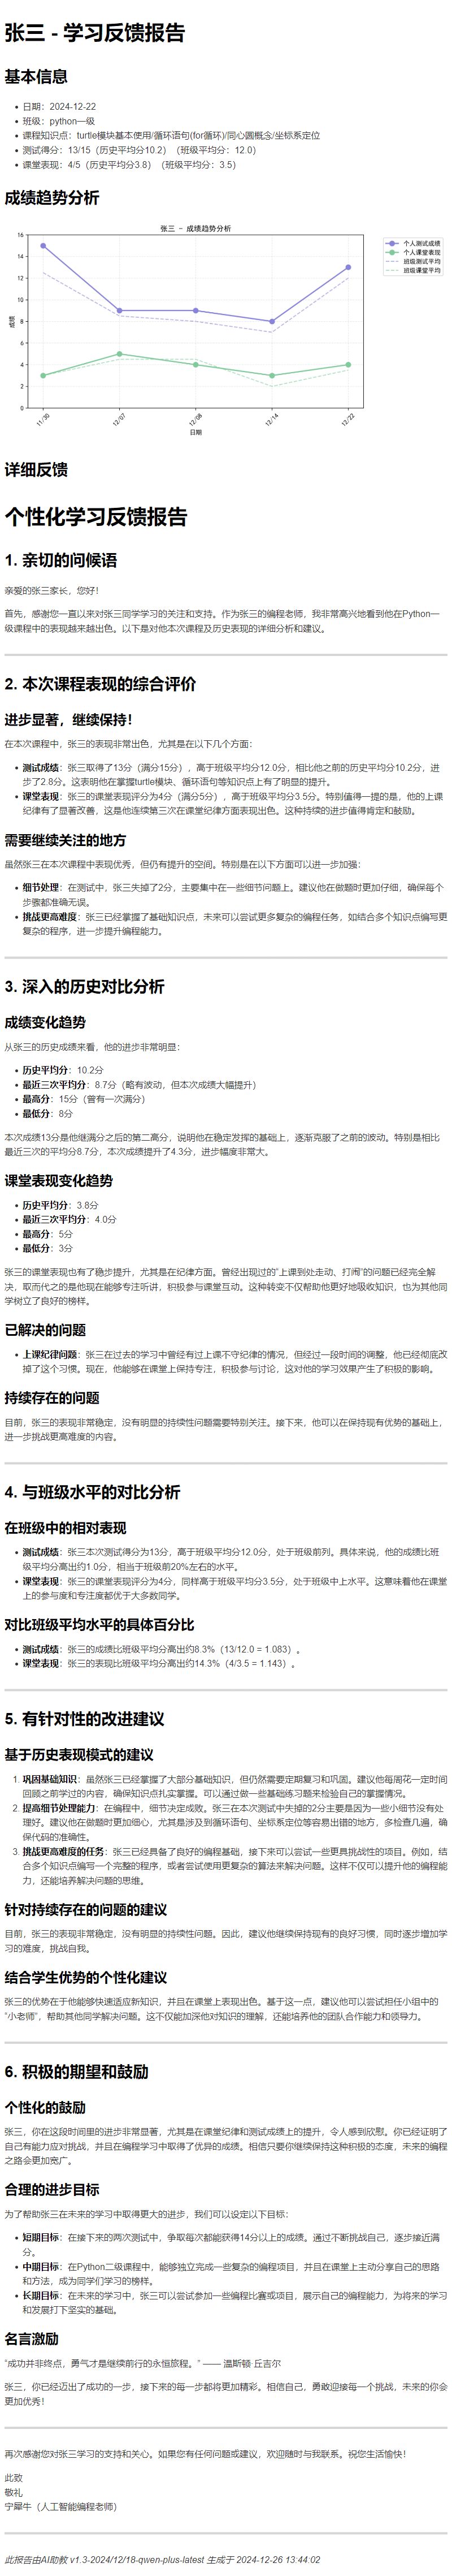 张三 - 学习反馈报告
基本信息
• 日期：2024-12-22
• 班级：python一级
• 课程知识点：turtle模块基本使用/循环语句(for循环)/同心圆概念/坐标系定位
• 测试得分：13/15（历史平均分10.2）（班级平均分：12.0）
• 课堂表现：4/5（历史平均分3.8）（班级平均分：3.5）
成绩趋势分析
张三 - 成绩趋势分析
个人测试成绩
个人课堂表现
班级测试平均
班级课堂平均
16
14
12
10
8
6
4
2
0
成绩
11/30
12/07
12/08
12/14
12/22
日期
详细反馈
个性化学习反馈报告
1. 亲切的问候语
亲爱的张三家长，您好！
首先，感谢您一直以来对张三同学学习的关注和支持。作为张三的编程老师，我非常高兴地看到他在Python一
级课程中的表现越来越出色。以下是对他本次课程及历史表现的详细分析和建议。
2. 本次课程表现的综合评价
进步显著，继续保持！
在本次课程中，张三的表现非常出色，尤其是在以下几个方面：
• 测试成绩：张三取得了13分（满分15分），高于班级平均分12.0分，相比他之前的历史平均分10.2分，进
步了2.8分。这表明他在掌握turtle模块、循环语句等知识点上有了明显的提升。
• 课堂表现：张三的课堂表现评分为4分（满分5分），高于班级平均分3.5分。特别值得一提的是，他的上课
纪律有了显著改善，这是他连续第三次在课堂纪律方面表现出色。这种持续的进步值得肯定和鼓励。
需要继续关注的地方
虽然张三在本次课程中表现优秀，但仍有提升的空间。特别是在以下方面可以进一步加强：
• 细节处理：在测试中，张三失掉了2分，主要集中在一些细节问题上。建议他在做题时更加仔细，确保每个
步骤都准确无误。
• 挑战更高难度：张三已经掌握了基础知识点，未来可以尝试更多复杂的编程任务，如结合多个知识点编写更
复杂的程序，进一步提升编程能力。
3. 深入的历史对比分析
成绩变化趋势
从张三的历史成绩来看，他的进步非常明显：
• 历史平均分：10.2分
• 最近三次平均分：8.7分（略有波动，但本次成绩大幅提升）
• 最高分：15分（曾有一次满分）
• 最低分：8分
本次成绩13分是他继满分之后的第二高分，说明他在稳定发挥的基础上，逐渐克服了之前的波动。特别是相比
最近三次的平均分8.7分，本次成绩提升了4.3分，进步幅度非常大。
课堂表现变化趋势
• 历史平均分：3.8分
• 最近三次平均分：4.0分
• 最高分：5分
• 最低分：3分
张三的课堂表现也有了稳步提升，尤其是在纪律方面。曾经出现过的“上课到处走动、打闹”的问题已经完全解
决，取而代之的是他现在能够专注听讲，积极参与课堂互动。这种转变不仅帮助他更好地吸收知识，也为其他同
学树立了良好的榜样。
已解决的问题
• 上课纪律问题：张三在过去的学习中曾经有过上课不守纪律的情况，但经过一段时间的调整，他已经彻底改
掉了这个习惯。现在，他能够在课堂上保持专注，积极参与讨论，这对他的学习效果产生了积极的影响。
持续存在的问题
目前，张三的表现非常稳定，没有明显的持续性问题需要特别关注。接下来，他可以在保持现有优势的基础上，
进一步挑战更高难度的内容。
4. 与班级水平的对比分析
在班级中的相对表现
• 测试成绩：张三本次测试得分为13分，高于班级平均分12.0分，处于班级前列。具体来说，他的成绩比班
级平均分高出约1.0分，相当于班级前20%左右的水平。
• 课堂表现：张三的课堂表现评分为4分，同样高于班级平均分3.5分，处于班级中上水平。这意味着他在课堂
上的参与度和专注度都优于大多数同学。
对比班级平均水平的具体百分比
• 测试成绩：张三的成绩比班级平均分高出约8.3%（13/12.0 = 1.083）。
• 课堂表现：张三的表现比班级平均分高出约14.3%（4/3.5 = 1.143）。
5. 有针对性的改进建议
基于历史表现模式的建议
1. 巩固基础知识：虽然张三已经掌握了大部分基础知识，但仍然需要定期复习和巩固。建议他每周花一定时间
回顾之前学过的内容，确保知识点扎实掌握。可以通过做一些基础练习题来检验自己的掌握情况。
2. 提高细节处理能力：在编程中，细节决定成败。张三在本次测试中失掉的2分主要是因为一些小细节没有处
理好。建议他在做题时更加细心，尤其是涉及到循环语句、坐标系定位等容易出错的地方，多检查几遍，确
保代码的准确性。
3. 挑战更高难度的任务：张三已经具备了良好的编程基础，接下来可以尝试一些更具挑战性的项目。例如，结
合多个知识点编写一个完整的程序，或者尝试使用更复杂的算法来解决问题。这样不仅可以提升他的编程能
力，还能培养解决问题的思维。
针对持续存在的问题的建议
目前，张三的表现非常稳定，没有明显的持续性问题。因此，建议他继续保持现有的良好习惯，同时逐步增加学
习的难度，挑战自我。
结合学生优势的个性化建议
张三的优势在于他能够快速适应新知识，并且在课堂上表现出色。基于这一点，建议他可以尝试担任小组中的
“小老师”，帮助其他同学解决问题。这不仅能加深他对知识的理解，还能培养他的团队合作能力和领导力。
6. 积极的期望和鼓励
个性化的鼓励
张三，你在这段时间里的进步非常显著，尤其是在课堂纪律和测试成绩上的提升，令人感到欣慰。你已经证明了
自己有能力应对挑战，并且在编程学习中取得了优异的成绩。相信只要你继续保持这种积极的态度，未来的编程
之路会更加宽广。
合理的进步目标
为了帮助张三在未来的学习中取得更大的进步，我们可以设定以下目标：
• 短期目标：在接下来的两次测试中，争取每次都能获得14分以上的成绩。通过不断挑战自己，逐步接近满
分。
• 中期目标：在Python二级课程中，能够独立完成一些复杂的编程项目，并且在课堂上主动分享自己的思路
和方法，成为同学们学习的榜样。
• 长期目标：在未来的学习中，张三可以尝试参加一些编程比赛或项目，展示自己的编程能力，为将来的学习
和发展打下坚实的基础。
名言激励
“成功并非终点，勇气才是继续前行的永恒旅程。” —— 温斯顿·丘吉尔
张三，你已经迈出了成功的一步，接下来的每一步都将更加精彩。相信自己，勇敢迎接每一个挑战，未来的你会
更加优秀！
再次感谢您对张三学习的支持和关心。如果您有任何问题或建议，欢迎随时与我联系。祝您生活愉快！
此致
敬礼
宁犀牛（人工智能编程老师）
此报告由AI助教 v1.3-2024/12/18-qwen-plus-latest 生成于 2024-12-26 13:44:02